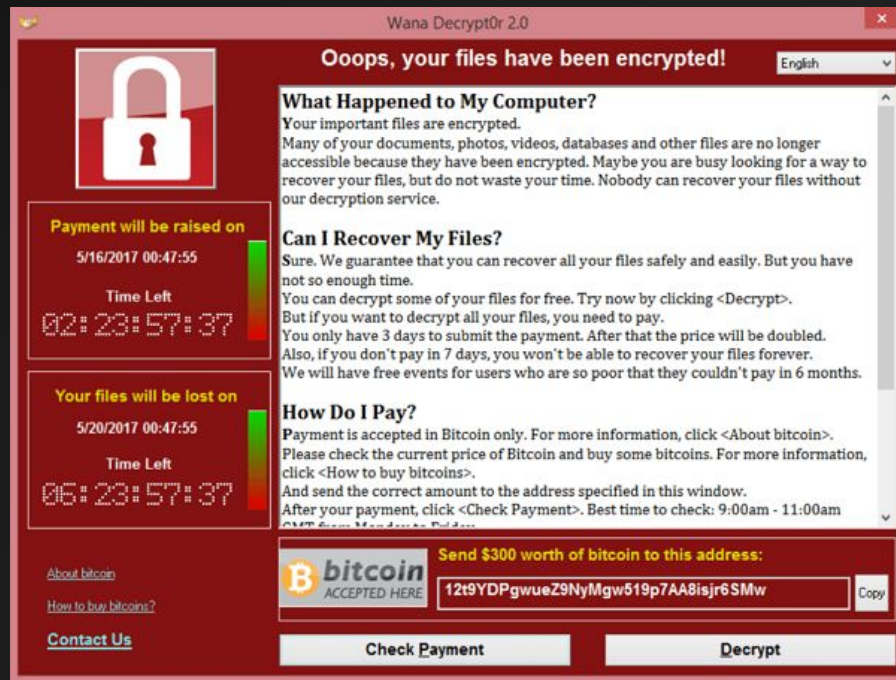 Wana Decrypt0r 2.0
Ooops, your files have been encrypted!
English
What Happened to My Computer?
Your important files are encrypted.
Many of your documents, photos, videos, databases and other files are no longer
accessible because they have been encrypted. Maybe you are busy looking for a way to
recover your files, but do not waste your time. Nobody can recover your files without
our decryption service.
Can I Recover My Files?
Sure. We guarantee that you can recover all your files safely and easily. But you have
not so enough time.
You can decrypt some of your files for free. Try now by clicking <Decrypt>.
But if you want to decrypt all your files, you need to pay.
You only have 3 days to submit the payment. After that the price will be doubled.
Also, if you don't pay in 7 days, you won't be able to recover your files forever.
We will have free events for users who are so poor that they couldn't pay in 6 months.
How Do I Pay?
Payment is accepted in Bitcoin only. For more information, click <About bitcoin>.
Please check the current price of Bitcoin and buy some bitcoins. For more information,
click <How to buy bitcoins>.
And send the correct amount to the address specified in this window.
After your payment, click <Check Payment>. Best time to check: 9:00am - 11:00am
GMT from Monday to Friday
Payment will be raised on
5/16/2017 00:47:55
Time Left
02:23:57:37
Your files will be lost on
5/20/2017 00:47:55
Time Left
06:23:57:37
About bitcoin
How to buy bitcoins?
Contact Us
bitcoin
ACCEPTED HERE
Send $300 worth of bitcoin to this address:
12t9YDPgwueZ9NyMgw519p7AA8isjr6SMw
Copy
Check Payment
Decrypt